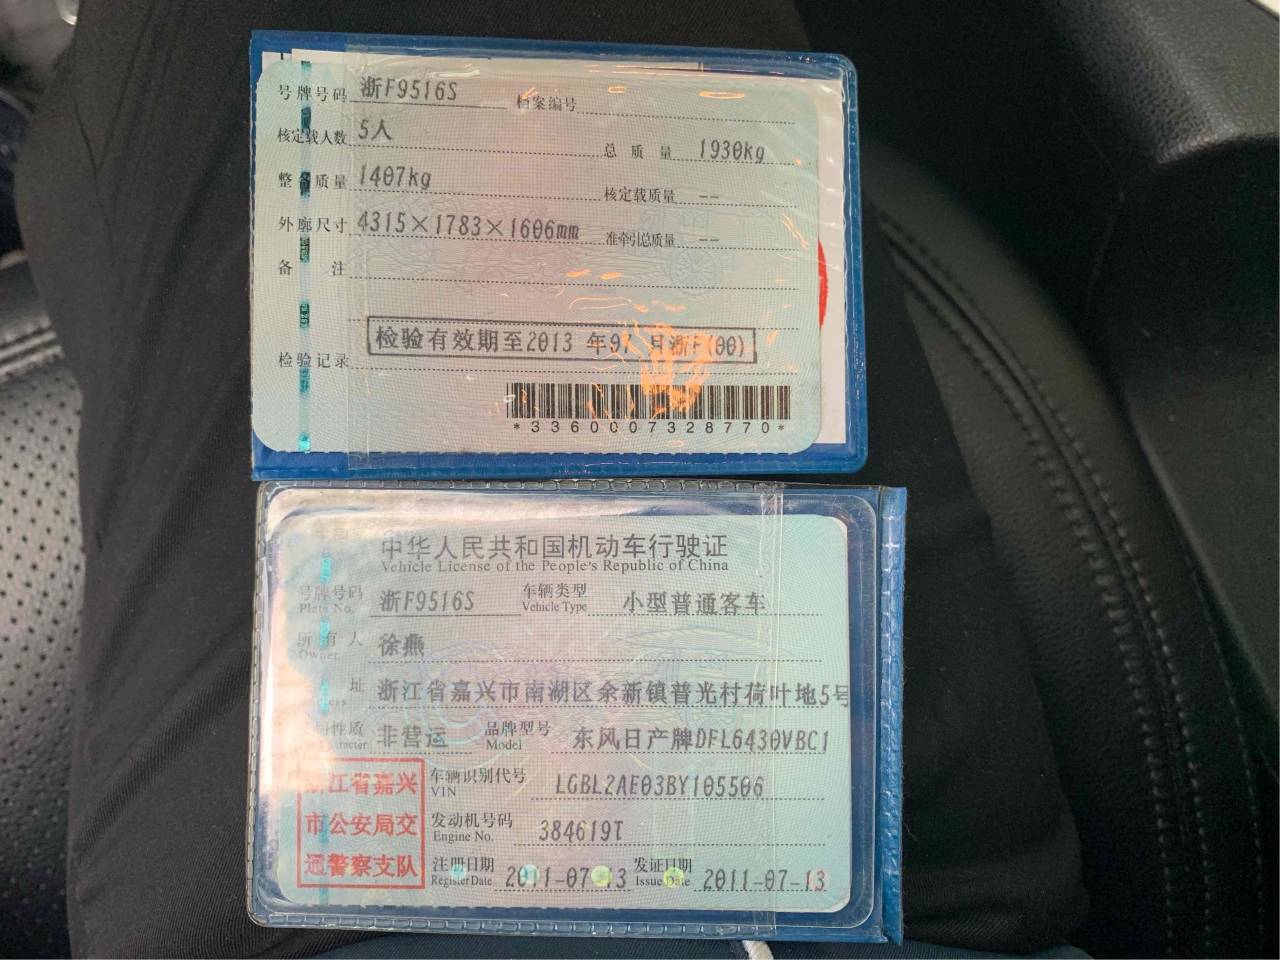 号牌号码 浙F9516S 档案编号
核定载人数 5人 总质量 1930kg
整备质量 1407kg 核定载质量 --
外廓尺寸 4315×1783×1606mm 准牵引总质量 --
备注
检验有效期至2013年07月浙F(00)
检验记录
*3360007328770*
中华人民共和国机动车行驶证
Vehicle License of the People's Republic of China
号牌号码 浙F9516S 车辆类型 小型普通客车
Plate No. Vehicle Type
所有人 徐燕
Owner
址 浙江省嘉兴市南湖区余新镇普光村荷叶地5号
性质 非营运 品牌型号 东风日产牌DFL6430VBC1
Character Model
浙江省嘉兴 车辆识别代号 LGBL2AE03BY105506
VIN
市公安局交 发动机号码 384619T
Engine No.
通警察支队 注册日期 2011-07-13 发证日期 2011-07-13
Register Date Issue Date